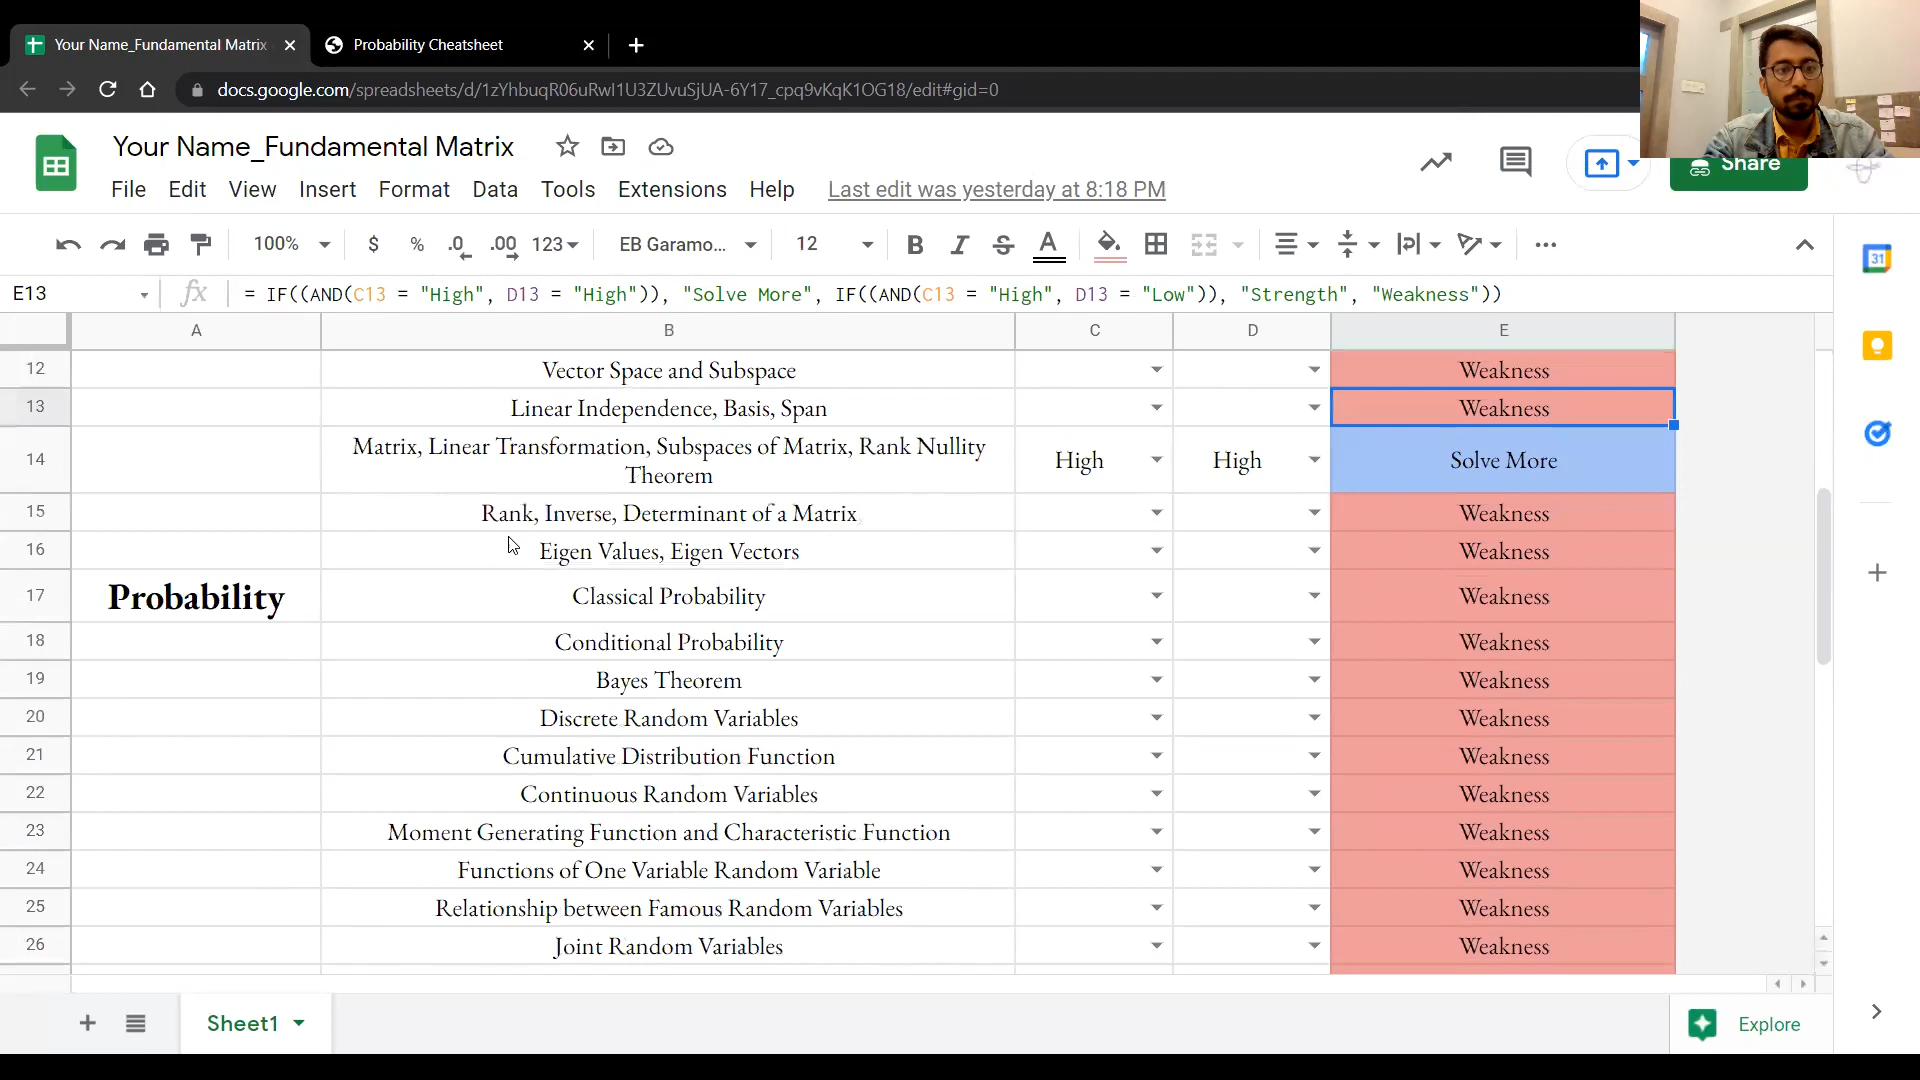 Your Name_Fundamental Matrix
Probability Cheatsheet
docs.google.com/spreadsheets/d/1zYhbuqR06uRwI1U3ZUvuSjUA-6Y17_cpq9vKqK1OG18/edit#gid=0
Your Name_Fundamental Matrix
Share
File Edit View Insert Format Data Tools Extensions Help Last edit was yesterday at 8:18 PM
100% $ % .0 .00 123 EB Garamo... 12 B I S A
31
E13 fx = IF((AND(C13 = "High", D13 = "High")), "Solve More", IF((AND(C13 = "High", D13 = "Low")), "Strength", "Weakness"))
A B C D E
12 Vector Space and Subspace Weakness
13 Linear Independence, Basis, Span Weakness
14 Matrix, Linear Transformation, Subspaces of Matrix, Rank Nullity
Theorem High High Solve More
15 Rank, Inverse, Determinant of a Matrix Weakness
16 Eigen Values, Eigen Vectors Weakness
17 Probability Classical Probability Weakness
18 Conditional Probability Weakness
19 Bayes Theorem Weakness
20 Discrete Random Variables Weakness
21 Cumulative Distribution Function Weakness
22 Continuous Random Variables Weakness
23 Moment Generating Function and Characteristic Function Weakness
24 Functions of One Variable Random Variable Weakness
25 Relationship between Famous Random Variables Weakness
26 Joint Random Variables Weakness
Sheet1
Explore